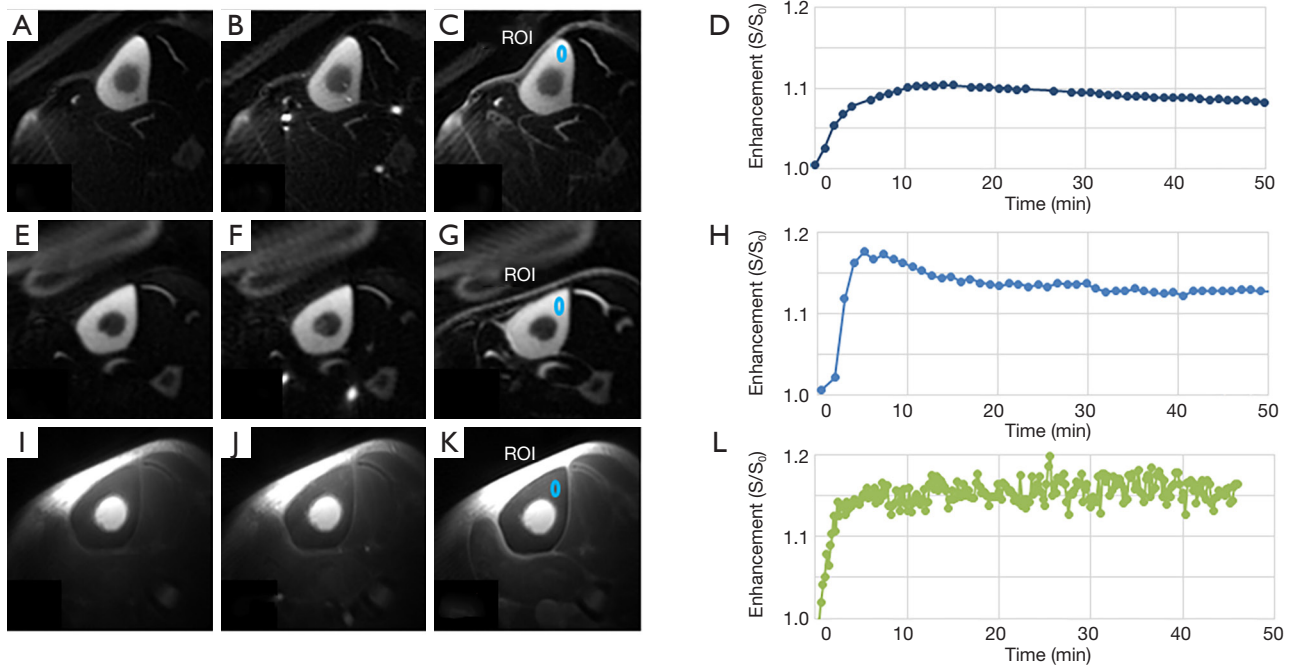 A
B
C
ROI
D
Enhancement (S/S₀)
1.2
1.1
1.0
0 10 20 30 40 50
Time (min)
E
F
G
ROI
H
Enhancement (S/S₀)
1.2
1.1
1.0
0 10 20 30 40 50
Time (min)
I
J
K
ROI
L
Enhancement (S/S₀)
1.2
1.1
1.0
0 10 20 30 40 50
Time (min)